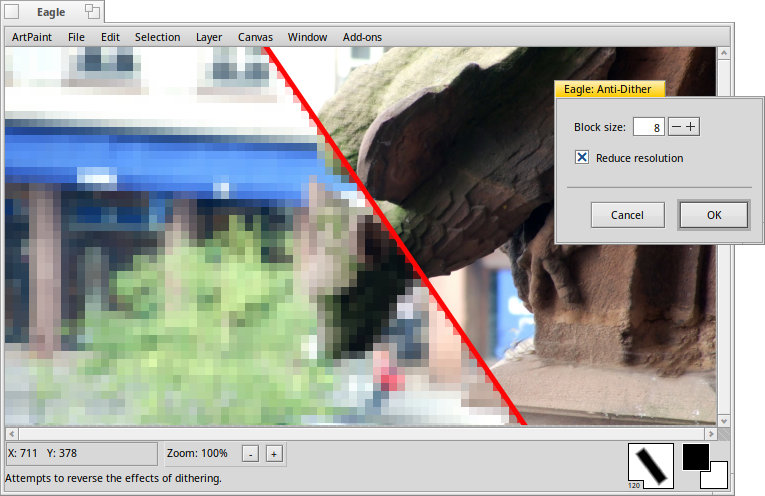 Eagle
ArtPaint File Edit Selection Layer Canvas Window Add-ons
Eagle: Anti-Dither
Block size: 8
Reduce resolution
Cancel OK
X: 711 Y: 378 Zoom: 100% - +
120
Attempts to reverse the effects of dithering.